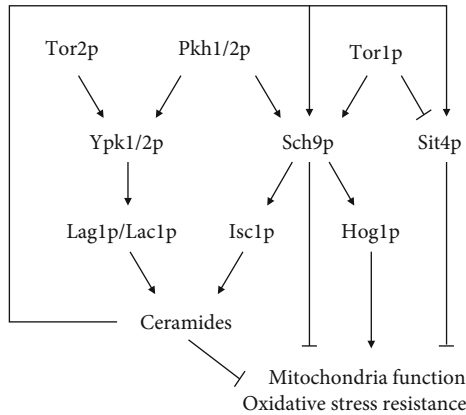 Tor2p Pkh1/2p Tor1p
Ypk1/2p Sch9p Sit4p
Lag1p/Lac1p Isc1p Hog1p
Ceramides
Mitochondria function
Oxidative stress resistance